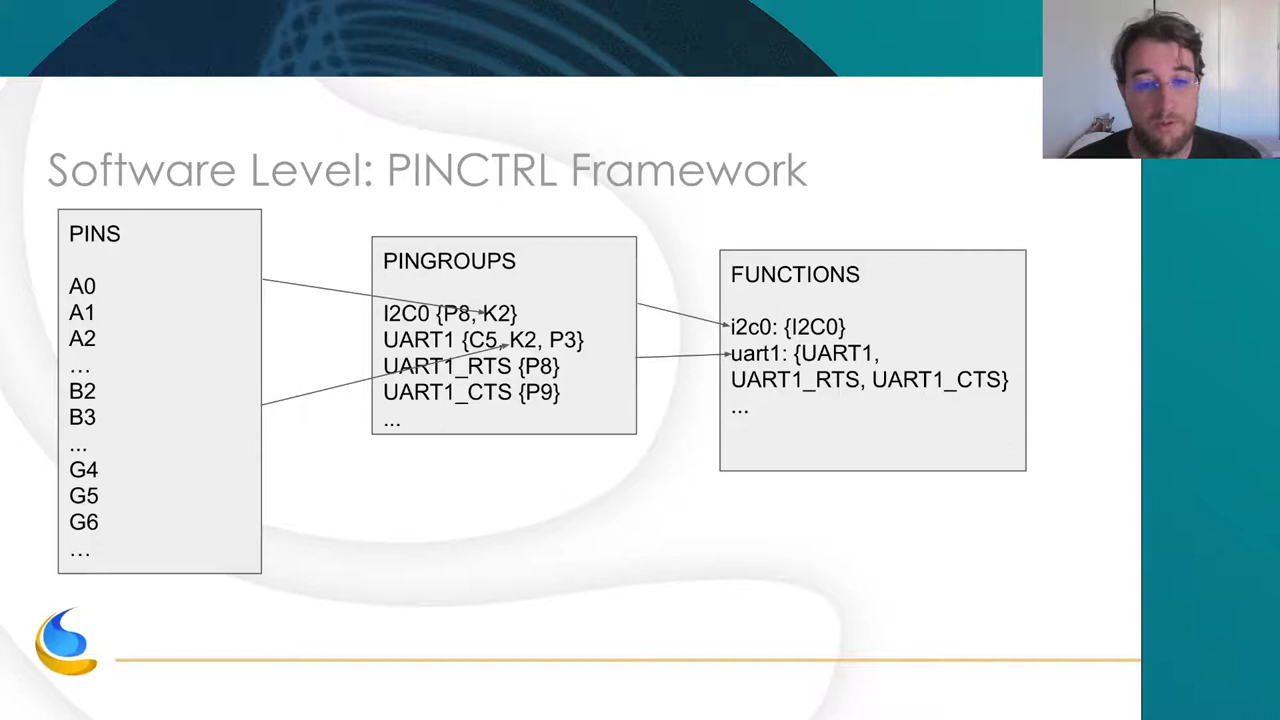 Software Level: PINCTRL Framework
PINS
A0
A1
A2
…
B2
B3
...
G4
G5
G6
…
PINGROUPS
I2C0 {P8, K2}
UART1 {C5, K2, P3}
UART1_RTS {P8}
UART1_CTS {P9}
...
FUNCTIONS
i2c0: {I2C0}
uart1: {UART1,
UART1_RTS, UART1_CTS}
...